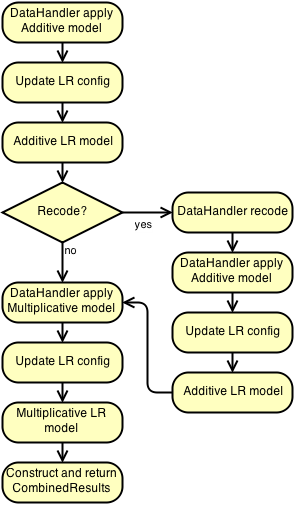 DataHandler apply
Additive model
Update LR config
Additive LR model
Recode?
yes
no
DataHandler recode
DataHandler apply
Additive model
Update LR config
Additive LR model
DataHandler apply
Multiplicative model
Update LR config
Multiplicative LR
model
Construct and return
CombinedResults